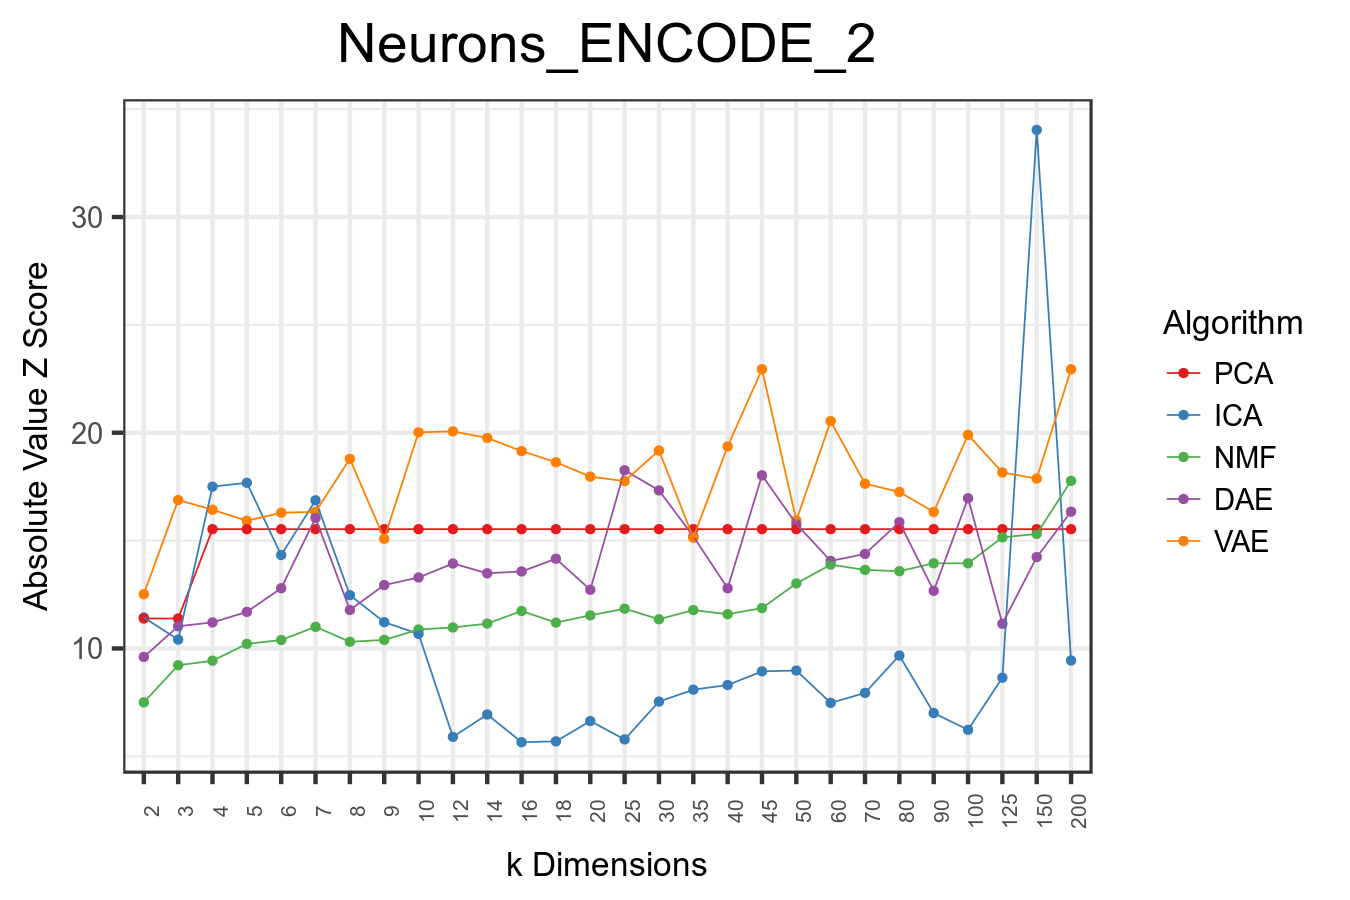 Neurons_ENCODE_2
Absolute Value Z Score
30
20
10
2 3 4 5 6 7 8 9 10 12 14 16 18 20 25 30 35 40 45 50 60 70 80 90 100 125 150 200
k Dimensions
Algorithm
PCA
ICA
NMF
DAE
VAE